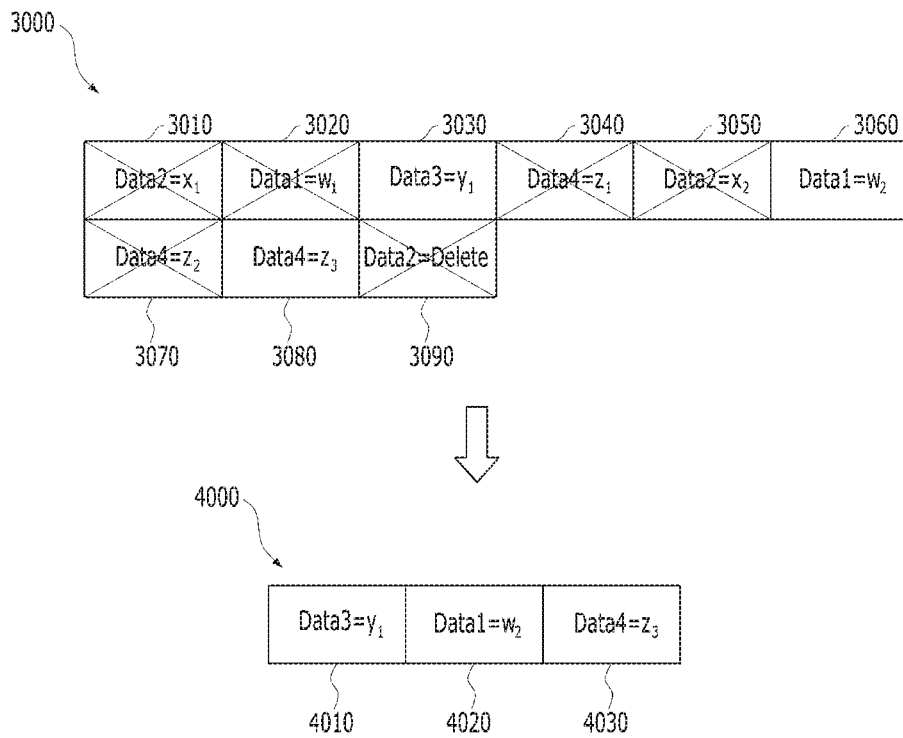 3000
3010 3020 3030 3040 3050 3060
Data2=x₁ Data1=w₁ Data3=y₁ Data4=z₁ Data2=x₂ Data1=w₂
Data4=z₂ Data4=z₃ Data2=Delete
3070 3080 3090
4000
Data3=y₁ Data1=w₂ Data4=z₃
4010 4020 4030